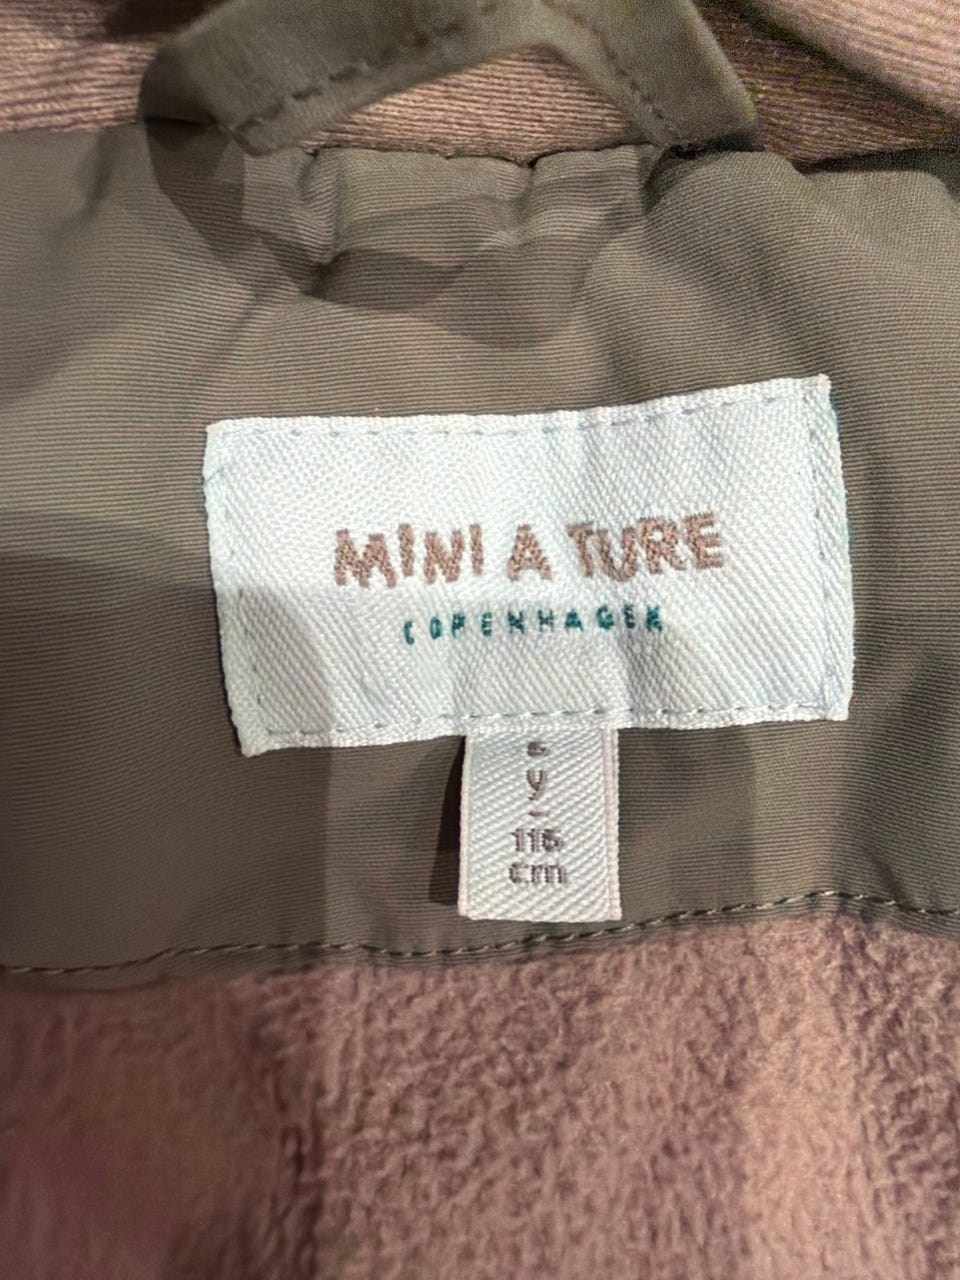 MINI A TURE
COPENHAGEN
6
y
-
116
cm